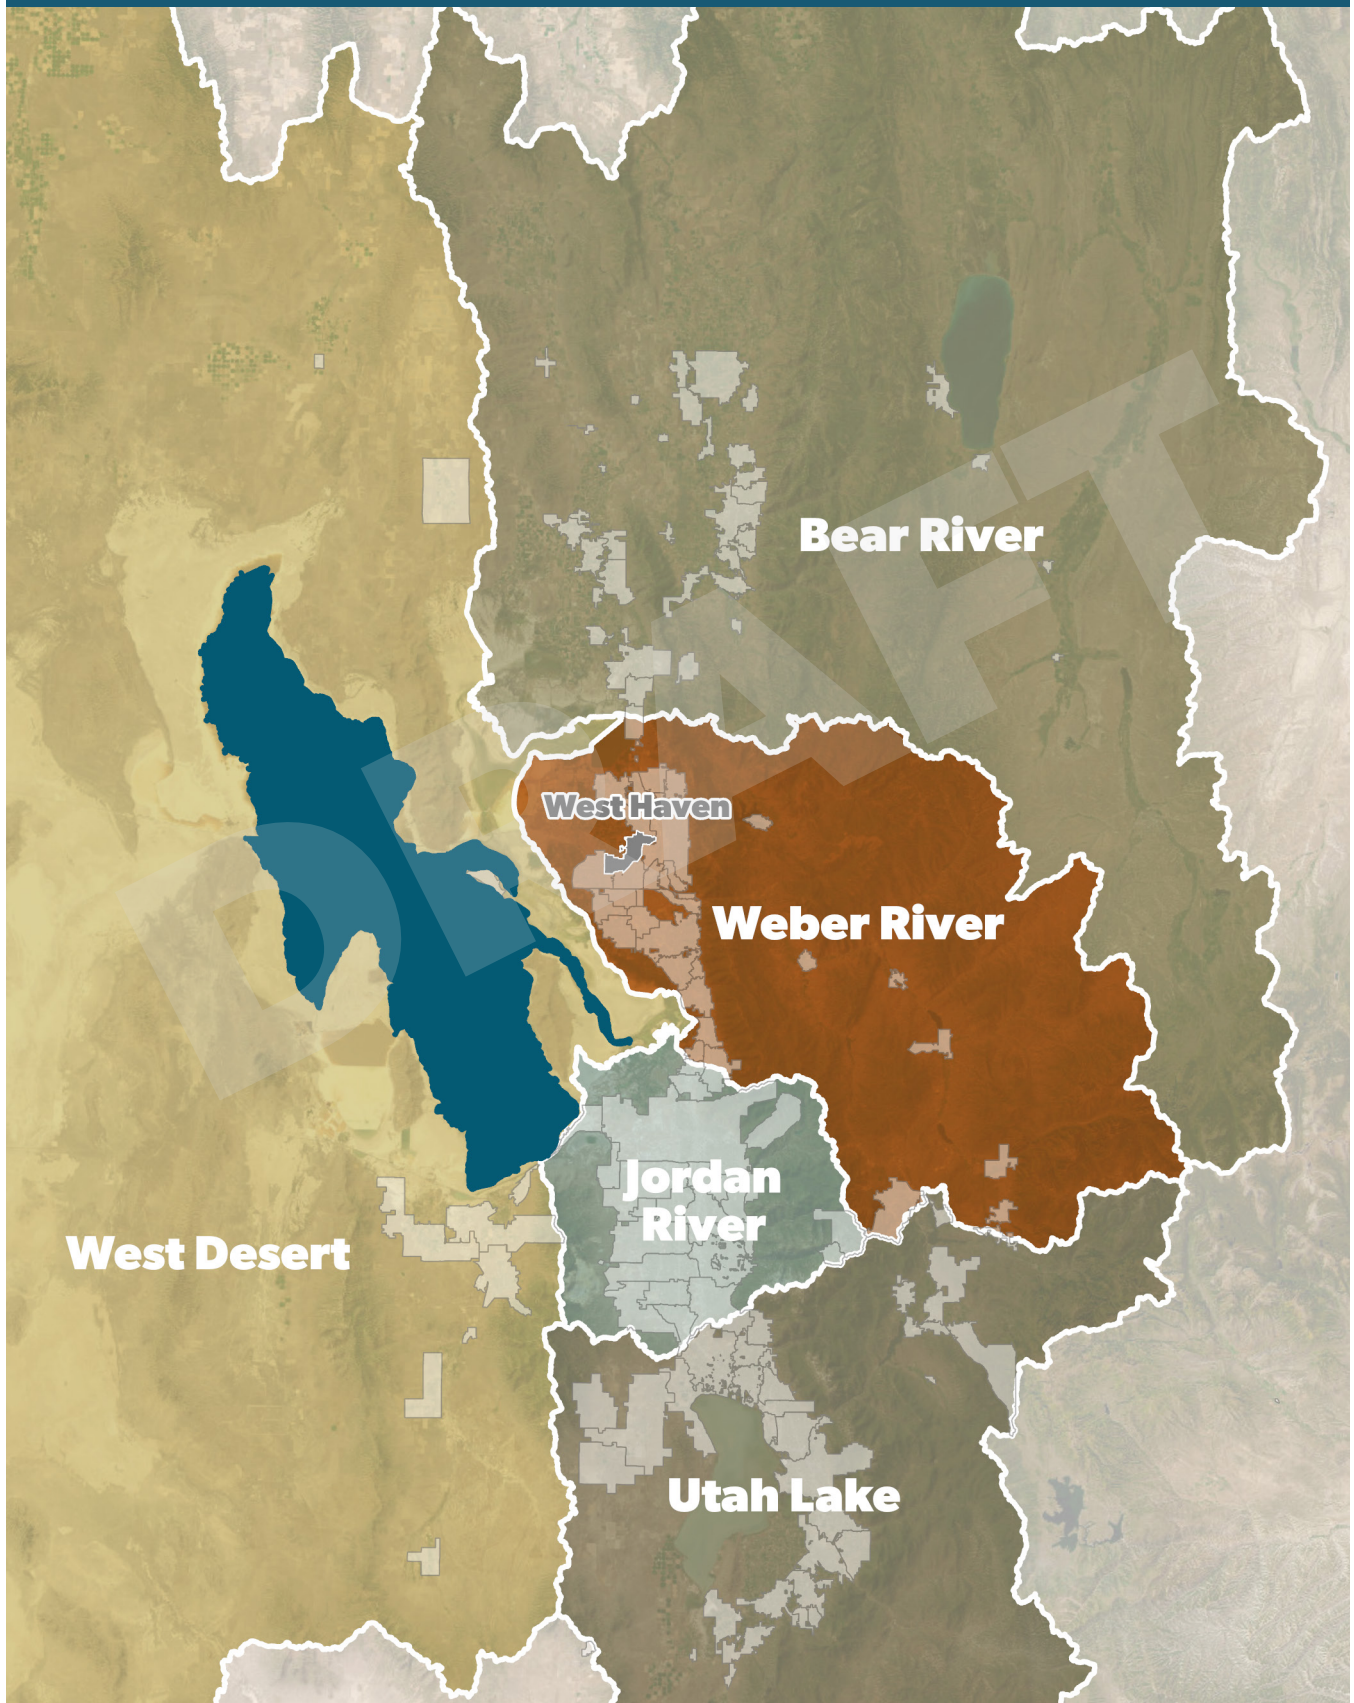 Bear River
West Haven
Weber River
Jordan
River
West Desert
Utah Lake
DRAFT